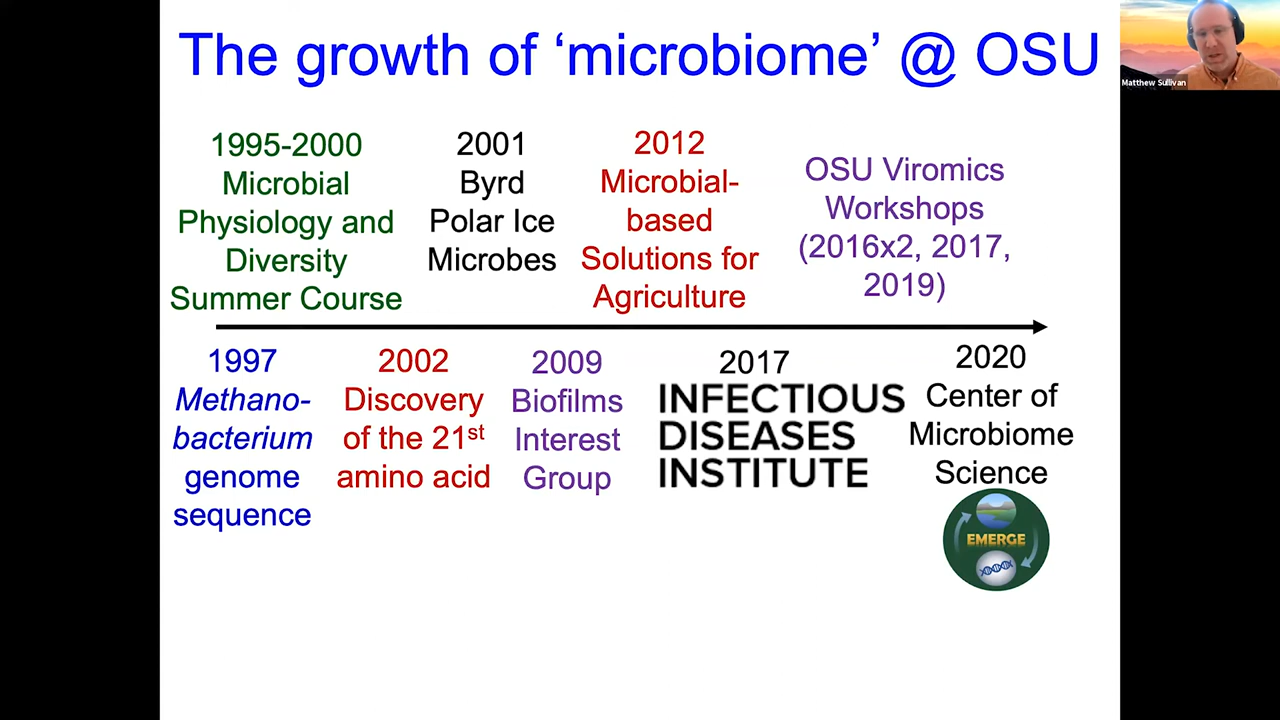 The growth of ‘microbiome’ @ OSU
Matthew Sullivan
1995-2000
Microbial
Physiology and
Diversity
Summer Course
2001
Byrd
Polar Ice
Microbes
2012
Microbial-
based
Solutions for
Agriculture
OSU Viromics
Workshops
(2016x2, 2017,
2019)
1997
Methano-
bacterium
genome
sequence
2002
Discovery
of the 21st
amino acid
2009
Biofilms
Interest
Group
2017
INFECTIOUS
DISEASES
INSTITUTE
2020
Center of
Microbiome
Science
EMERGE